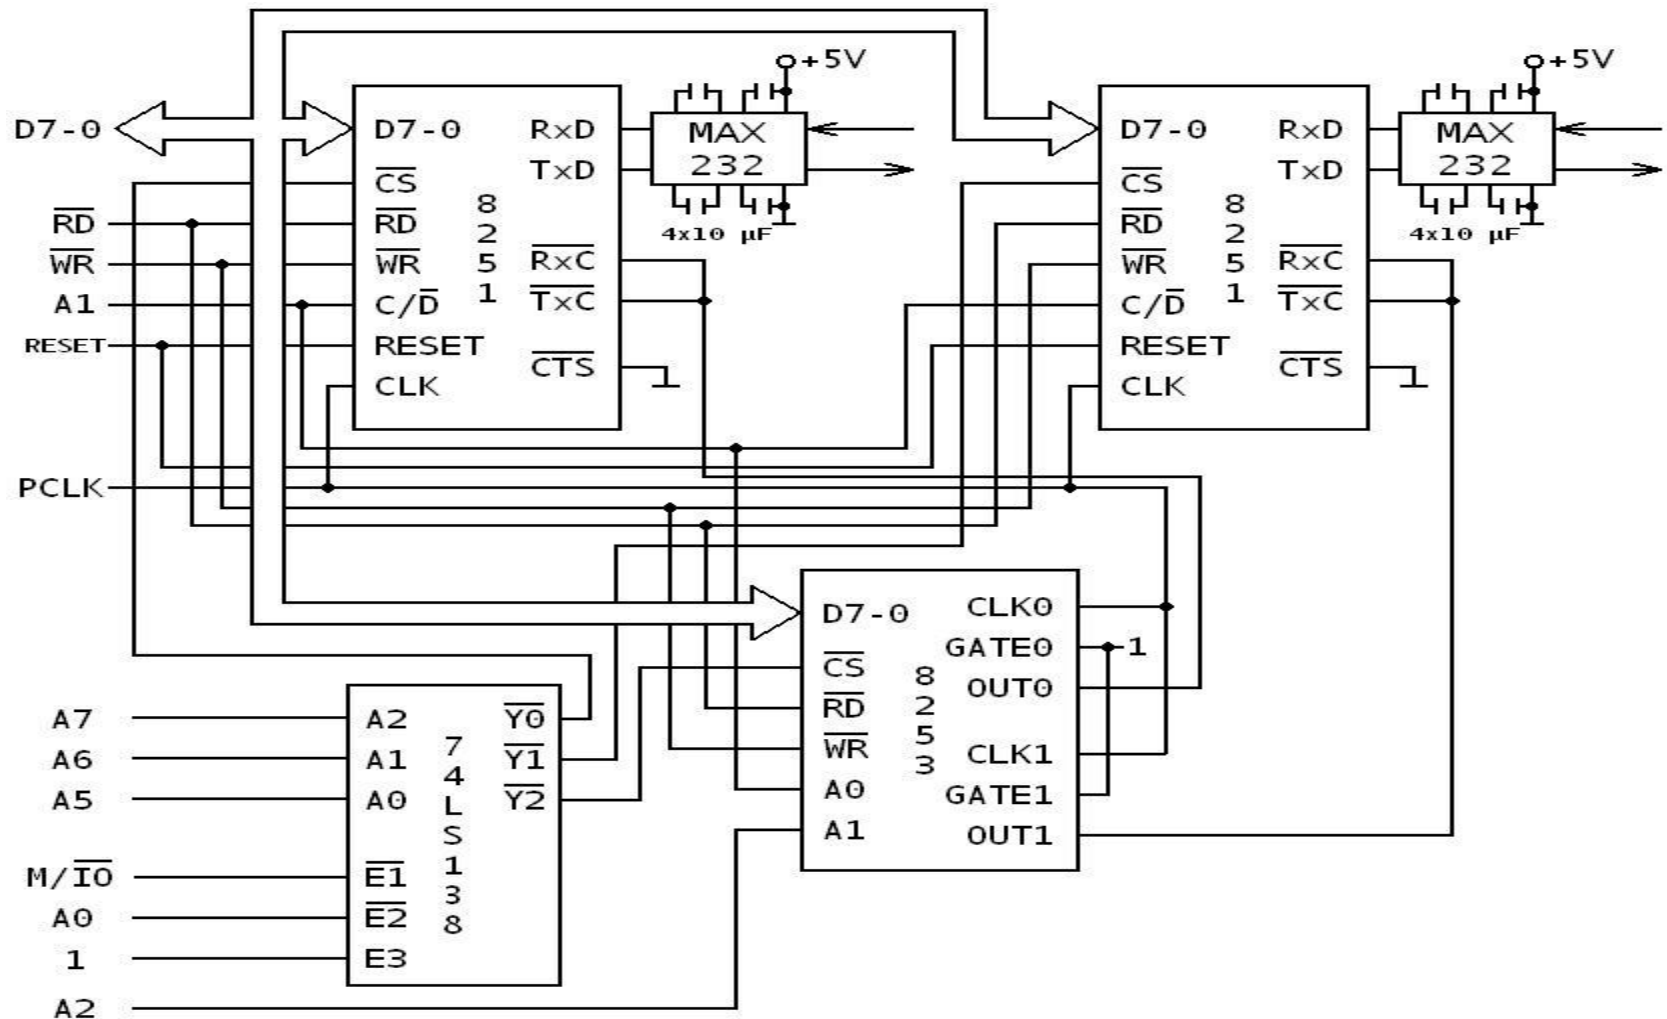 +5V
+5V
D7-0
D7-0
RxD
MAX
232
D7-0
RxD
MAX
232
TxD
TxD
CS
CS
8
2
5
1
8
2
5
1
RD
RD
RD
4x10 µF
4x10 µF
WR
WR
RxC
WR
RxC
A1
C/D
TxC
C/D
TxC
RESET
RESET
RESET
CTS
CTS
CLK
CLK
PCLK
D7-0
CLK0
GATE0
1
CS
8
2
5
3
OUT0
RD
WR
CLK1
A0
GATE1
A1
OUT1
A7
A2
Y0
A6
A1
Y1
A5
A0
Y2
7
4
L
S
1
3
8
M/IO
E1
A0
E2
1
E3
A2